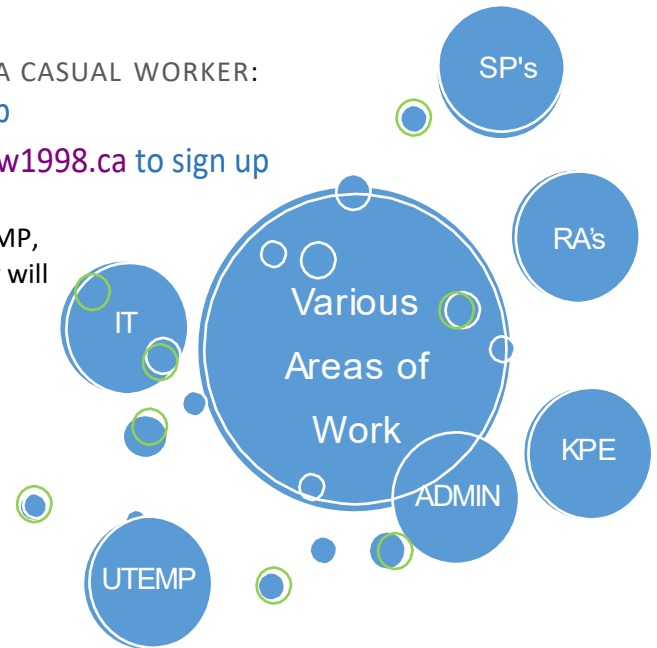 A CASUAL WORKER:
w1998.ca to sign up
MP,
will
SP's
RA's
IT
Various
Areas of
Work
KPE
ADMIN
UTEMP